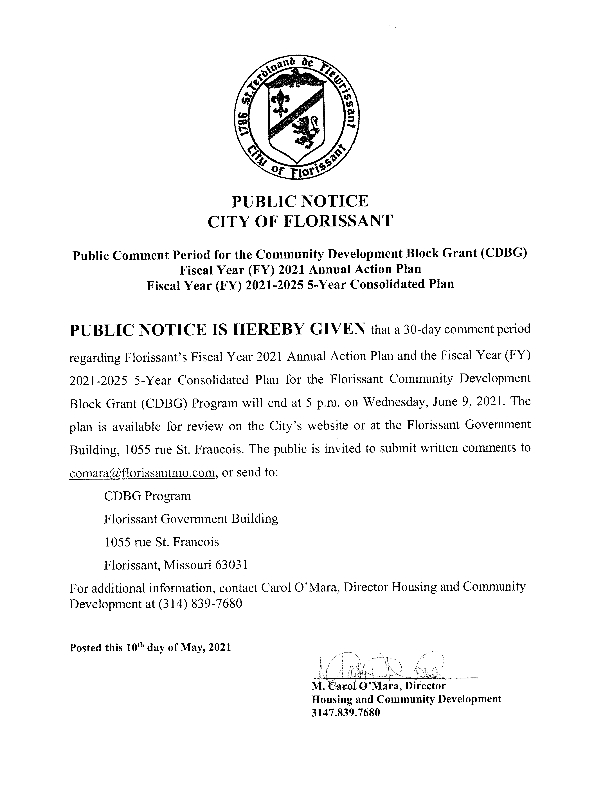 1786 St. Ferdinand de Fleurissant
City of Florissant
PUBLIC NOTICE
CITY OF FLORISSANT
Public Comment Period for the Community Development Block Grant (CDBG)
Fiscal Year (FY) 2021 Annual Action Plan
Fiscal Year (FY) 2021-2025 5-Year Consolidated Plan
PUBLIC NOTICE IS HEREBY GIVEN that a 30-day comment period
regarding Florissant's Fiscal Year 2021 Annual Action Plan and the Fiscal Year (FY)
2021-2025 5-Year Consolidated Plan for the Florissant Community Development
Block Grant (CDBG) Program will end at 5 p.m. on Wednesday, June 9, 2021. The
plan is available for review on the City's website or at the Florissant Government
Building, 1055 rue St. Francois. The public is invited to submit written comments to
comara@florissantmo.com, or send to:
CDBG Program
Florissant Government Building
1055 rue St. Francois
Florissant, Missouri 63031
For additional information, contact Carol O'Mara, Director Housing and Community
Development at (314) 839-7680
Posted this 10th day of May, 2021
M. Carol O'Mara, Director
Housing and Community Development
3147.839.7680